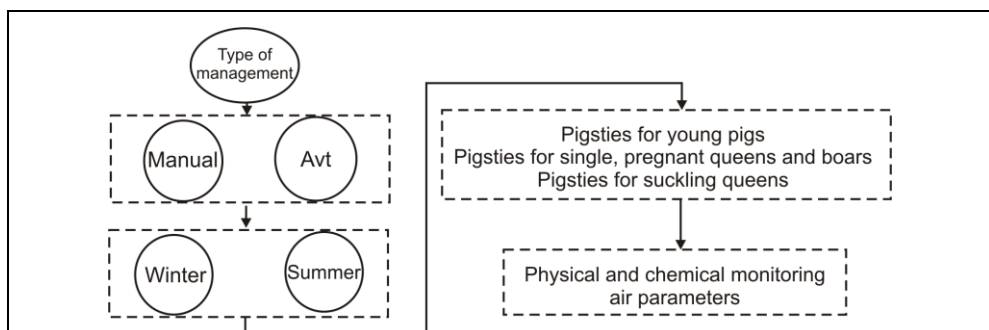 Type of
management
Manual
Avt
Winter
Summer
Pigsties for young pigs
Pigsties for single, pregnant queens and boars
Pigsties for suckling queens
Physical and chemical monitoring
air parameters